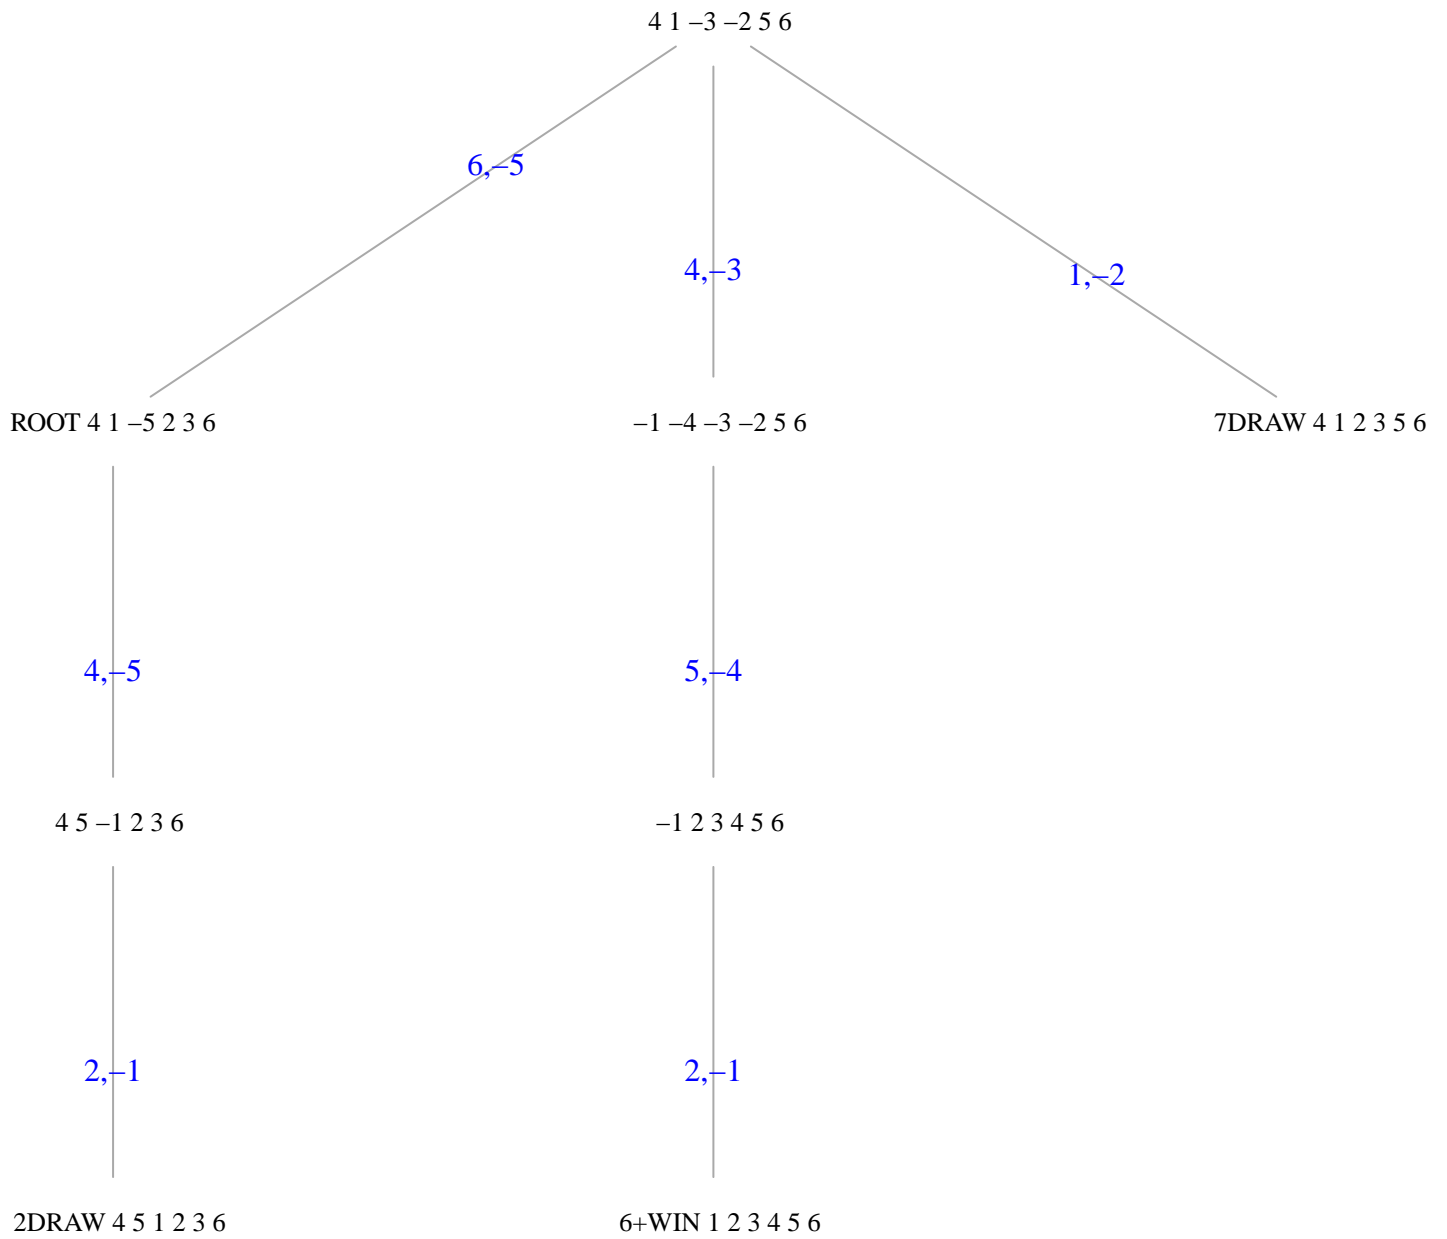 4 1 –3 –2 5 6
6,–5
4,–3
1,–2
ROOT 4 1 –5 2 3 6
–1 –4 –3 –2 5 6
7DRAW 4 1 2 3 5 6
4,–5
5,–4
4 5 –1 2 3 6
–1 2 3 4 5 6
2,–1
2,–1
2DRAW 4 5 1 2 3 6
6+WIN 1 2 3 4 5 6